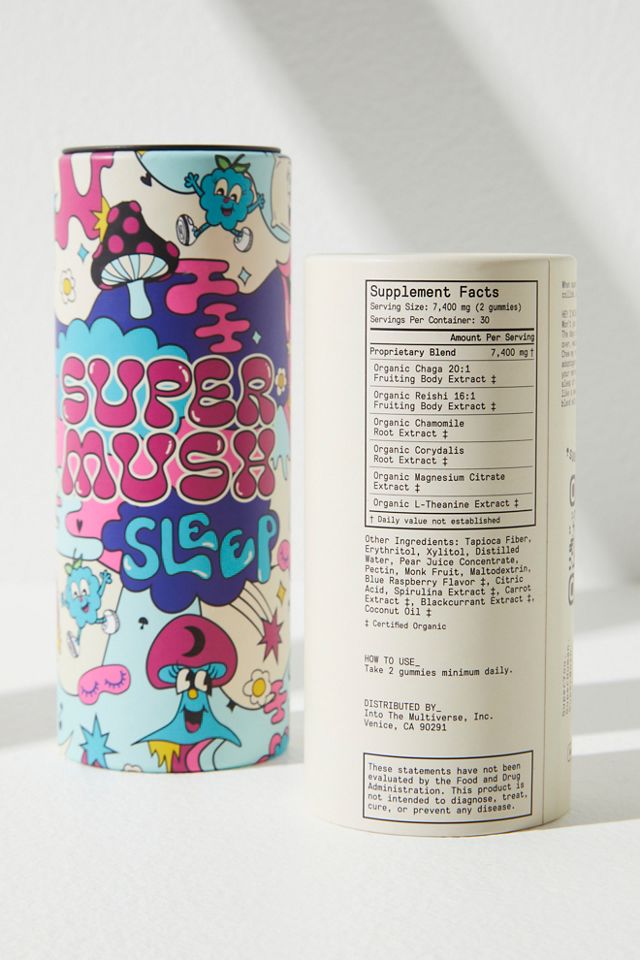 SUPER
MUSH
SLEEP
Supplement Facts
Serving Size: 7,400 mg (2 gummies)
Servings Per Container: 30
Amount Per Serving
Proprietary Blend 7,400 mg†
Organic Chaga 20:1
Fruiting Body Extract ‡
Organic Reishi 16:1
Fruiting Body Extract ‡
Organic Chamomile
Root Extract ‡
Organic Corydalis
Root Extract ‡
Organic Magnesium Citrate
Extract ‡
Organic L-Theanine Extract ‡
† Daily value not established
Other Ingredients: Tapioca Fiber,
Erythritol, Xylitol, Distilled
Water, Pear Juice Concentrate,
Pectin, Monk Fruit, Maltodextrin,
Blue Raspberry Flavor ‡, Citric
Acid, Spirulina Extract ‡, Carrot
Extract ‡, Blackcurrant Extract ‡,
Coconut Oil ‡
‡ Certified Organic
HOW TO USE_
Take 2 gummies minimum daily.
DISTRIBUTED BY_
Into The Multiverse, Inc.
Venice, CA 90291
These statements have not been
evaluated by the Food and Drug
Administration. This product is
not intended to diagnose, treat,
cure, or prevent any disease.